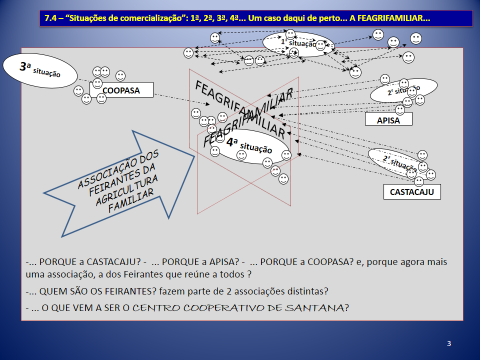 7.4 – “Situações de comercialização”: 1ª, 2ª, 3ª, 4ª... Um caso daqui de perto... A FEAGRIFAMILIAR...
1ª situação
3ª situação
COOPASA
FEAGRIFAMILIAR
FEAGRIFAMILIAR
2ª situação
4ª situação
APISA
ASSOCIAÇÃO DOS
FEIRANTES DA
AGRICULTURA
FAMILIAR
2ª situação
CASTACAJU
-... PORQUE a CASTACAJU? - ... PORQUE a APISA? - ... PORQUE a COOPASA? e, porque agora mais
uma associação, a dos Feirantes que reúne a todos ?
-... QUEM SÃO OS FEIRANTES? fazem parte de 2 associações distintas?
- ... O QUE VEM A SER O CENTRO COOPERATIVO DE SANTANA?
3